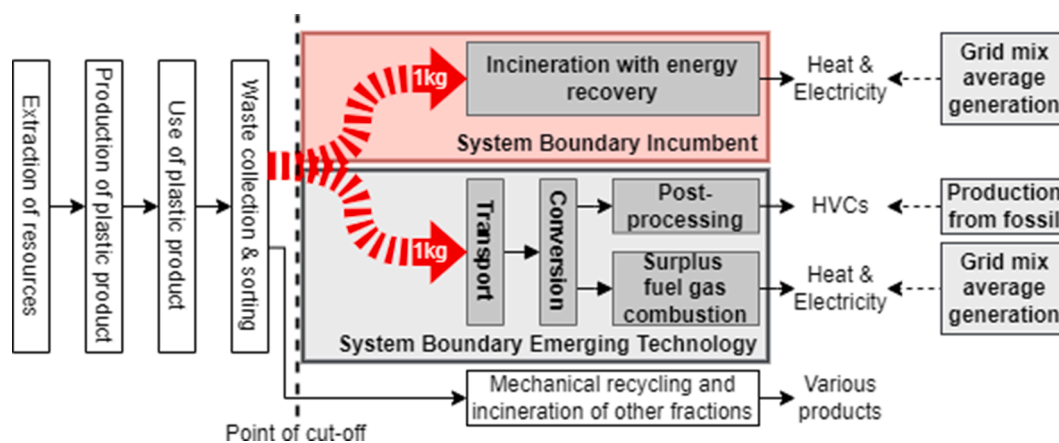 Extraction of resources
Production of plastic product
Use of plastic product
Waste collection & sorting
Point of cut-off
1kg
Incineration with energy
recovery
System Boundary Incumbent
Heat &
Electricity
Grid mix
average
generation
1kg
Transport
Conversion
Post-
processing
Surplus
fuel gas
combustion
System Boundary Emerging Technology
HVCs
Production
from fossil
Heat &
Electricity
Grid mix
average
generation
Mechanical recycling and
incineration of other fractions
Various
products